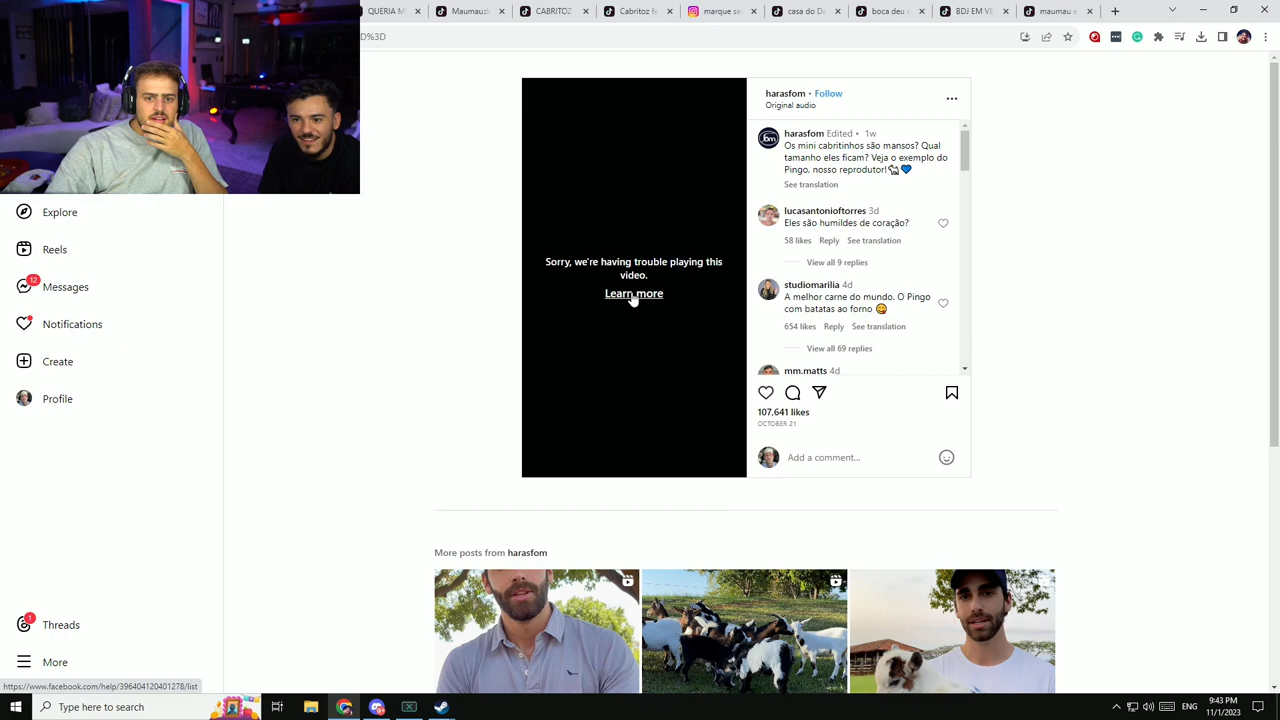 QUERIA M
Maumauzk
CABRITOZ
Cabritoz fe
marque se
casa do De
boca deu c
BDJ EM VE
maumau e
D%3D
Explore
Reels
12
Messages
Notifications
Create
Profile
1
Threads
More
Sorry, we're having trouble playing this
video.
Learn more
harasfom • Follow
Original audio
fom
harasfom Edited • 1w
Os mini cabritinhos são mansos? Qual
tamanho eles ficam? Veja o exemplo do
Pingo, nosso reprodutor!🐐💙
See translation
lucasantonioftorres 3d
Eles são humildes de coração?
58 likes Reply See translation
View all 9 replies
studiomarilia 4d
A melhor carne do mundo. O Pingo
com batatas ao forno 😋
654 likes Reply See translation
View all 69 replies
mm.matts 4d
107,641 likes
OCTOBER 21
Add a comment...
More posts from harasfom
https://www.facebook.com/help/396404120401278/list
Type here to search
ENG
9:43 PM
11/1/2023